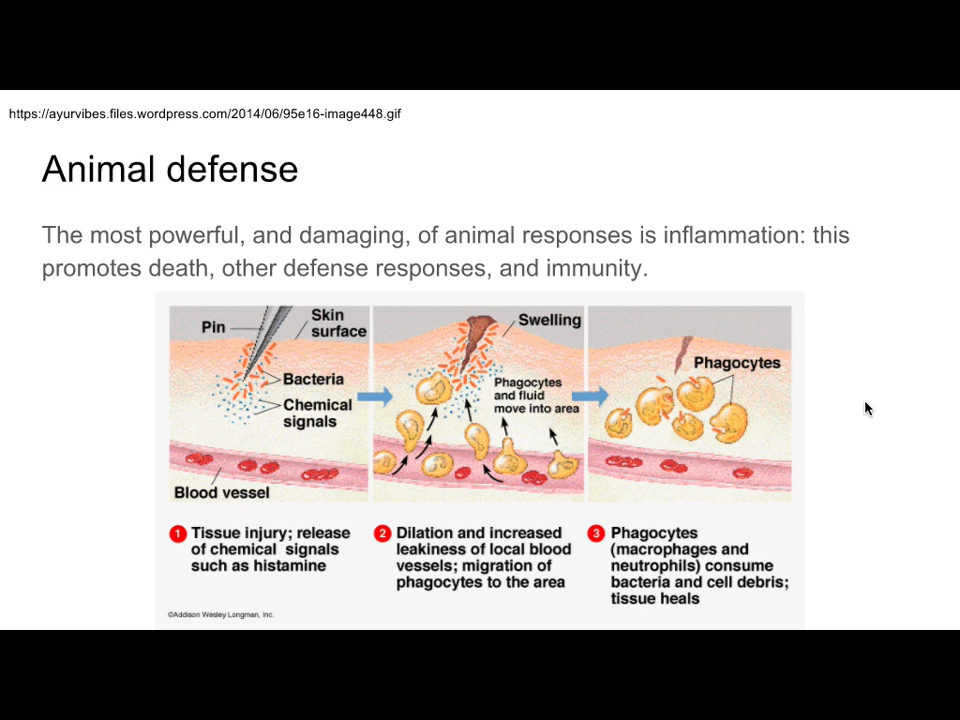 https://ayurvibes.files.wordpress.com/2014/06/95e16-image448.gif
Animal defense
The most powerful, and damaging, of animal responses is inflammation: this
promotes death, other defense responses, and immunity.
Pin
Skin
surface
Bacteria
Chemical
signals
Blood vessel
Swelling
Phagocytes
and fluid
move into area
Phagocytes
1 Tissue injury; release
of chemical signals
such as histamine
2 Dilation and increased
leakiness of local blood
vessels; migration of
phagocytes to the area
3 Phagocytes
(macrophages and
neutrophils) consume
bacteria and cell debris;
tissue heals
©Addison Wesley Longman, Inc.